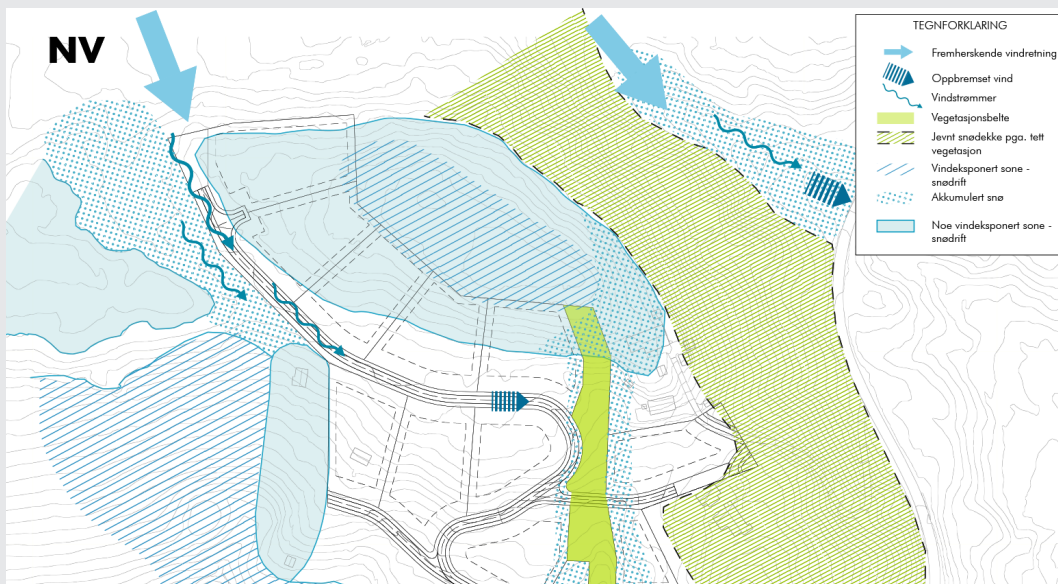 NV
TEGNFORKLARING
Fremherskende vindretning
Oppbremset vind
Vindstrømmer
Vegetasjonsbelte
Jevnt snødekke pga. tett
vegetasjon
Vindeksponert sone -
snødrift
Akkumulert snø
Noe vindeksponert sone -
snødrift